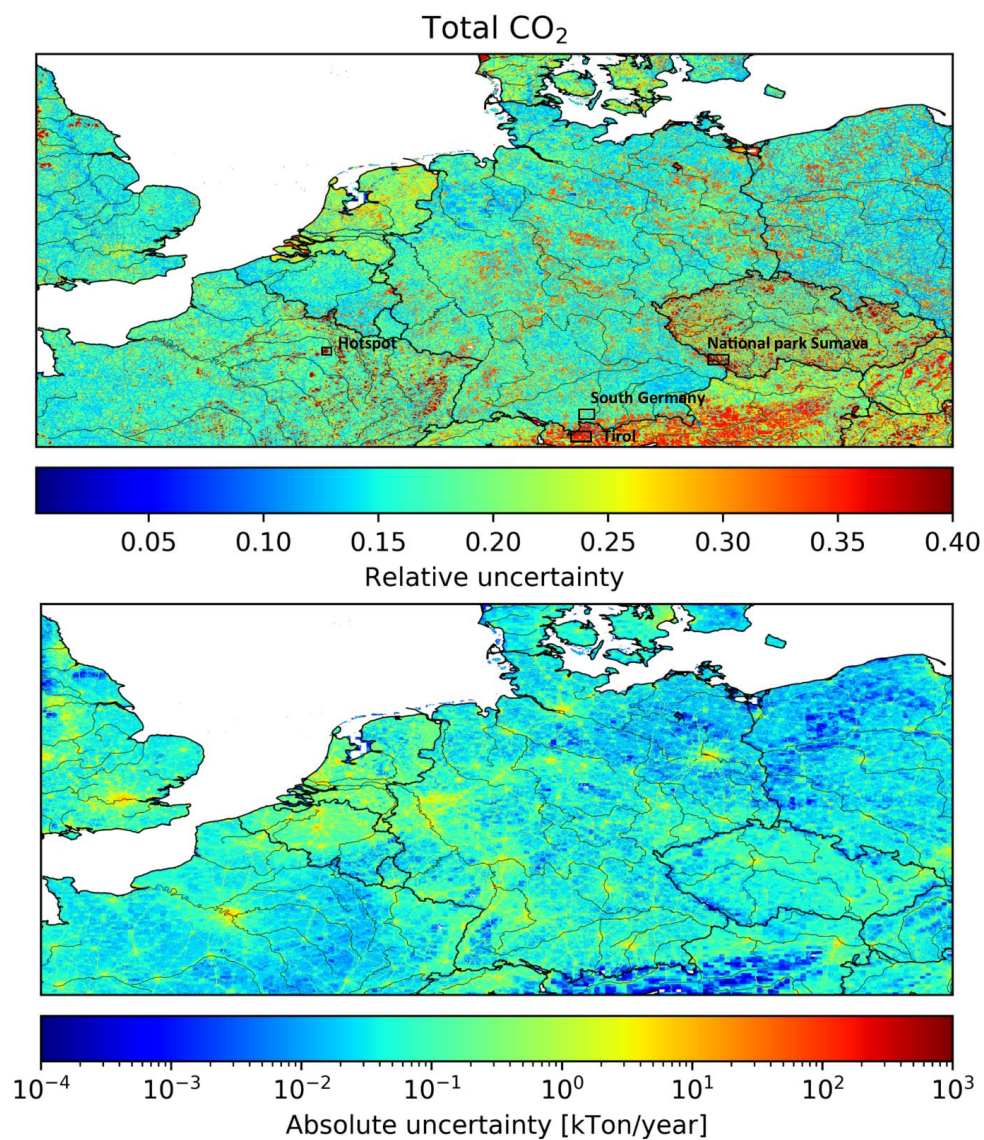 Total CO₂
Hotspot
National park Sumava
South Germany
Tirol
0.05 0.10 0.15 0.20 0.25 0.30 0.35 0.40
Relative uncertainty
10⁻⁴ 10⁻³ 10⁻² 10⁻¹ 10⁰ 10¹ 10² 10³
Absolute uncertainty [kTon/year]